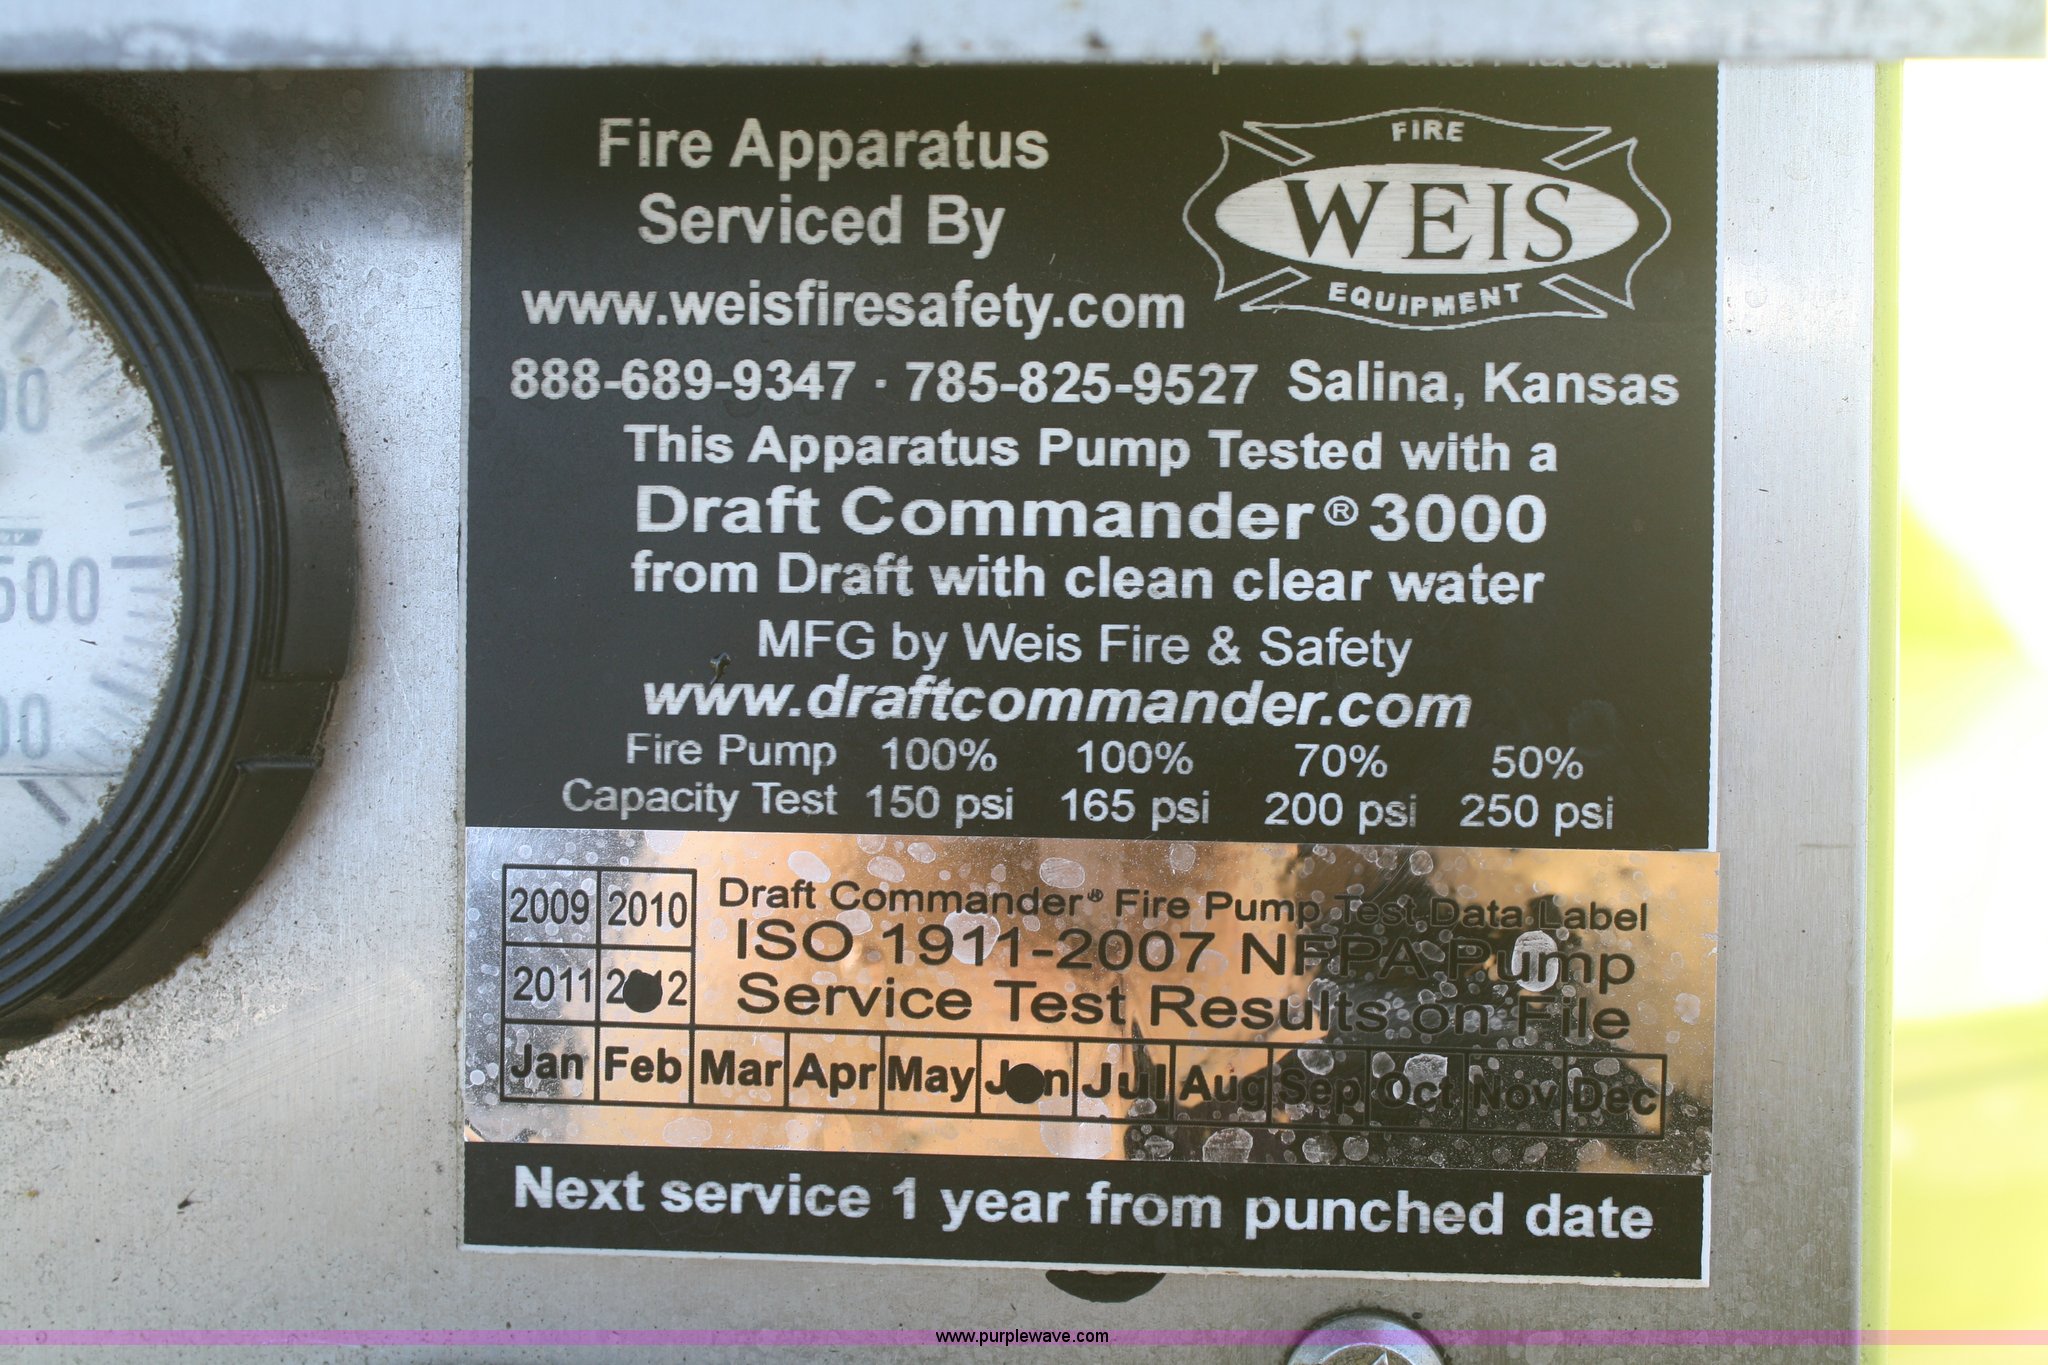 Fire Apparatus
Serviced By
FIRE
WEIS
EQUIPMENT
www.weisfiresafety.com
888-689-9347 · 785-825-9527 Salina, Kansas
This Apparatus Pump Tested with a
Draft Commander® 3000
from Draft with clean clear water
MFG by Weis Fire & Safety
www.draftcommander.com
Fire Pump 100% 100% 70% 50%
Capacity Test 150 psi 165 psi 200 psi 250 psi
2009 2010
2011 2012
Draft Commander® Fire Pump Test Data Label
ISO 1911-2007 NFPA Pump
Service Test Results on File
Jan Feb Mar Apr May Jun Jul Aug Sep Oct Nov Dec
Next service 1 year from punched date
500
www.purplewave.com